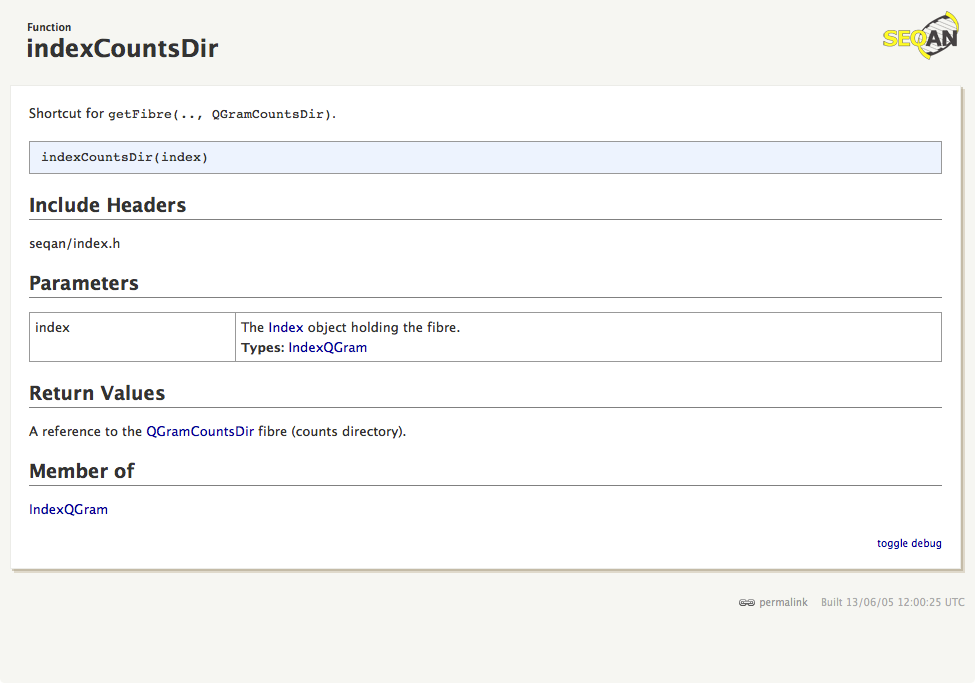 Function
indexCountsDir
SEQAN
Shortcut for getFibre(.., QGramCountsDir).
indexCountsDir(index)
Include Headers
seqan/index.h
Parameters
index
The Index object holding the fibre.
Types: IndexQGram
Return Values
A reference to the QGramCountsDir fibre (counts directory).
Member of
IndexQGram
toggle debug
permalink Built 13/06/05 12:00:25 UTC